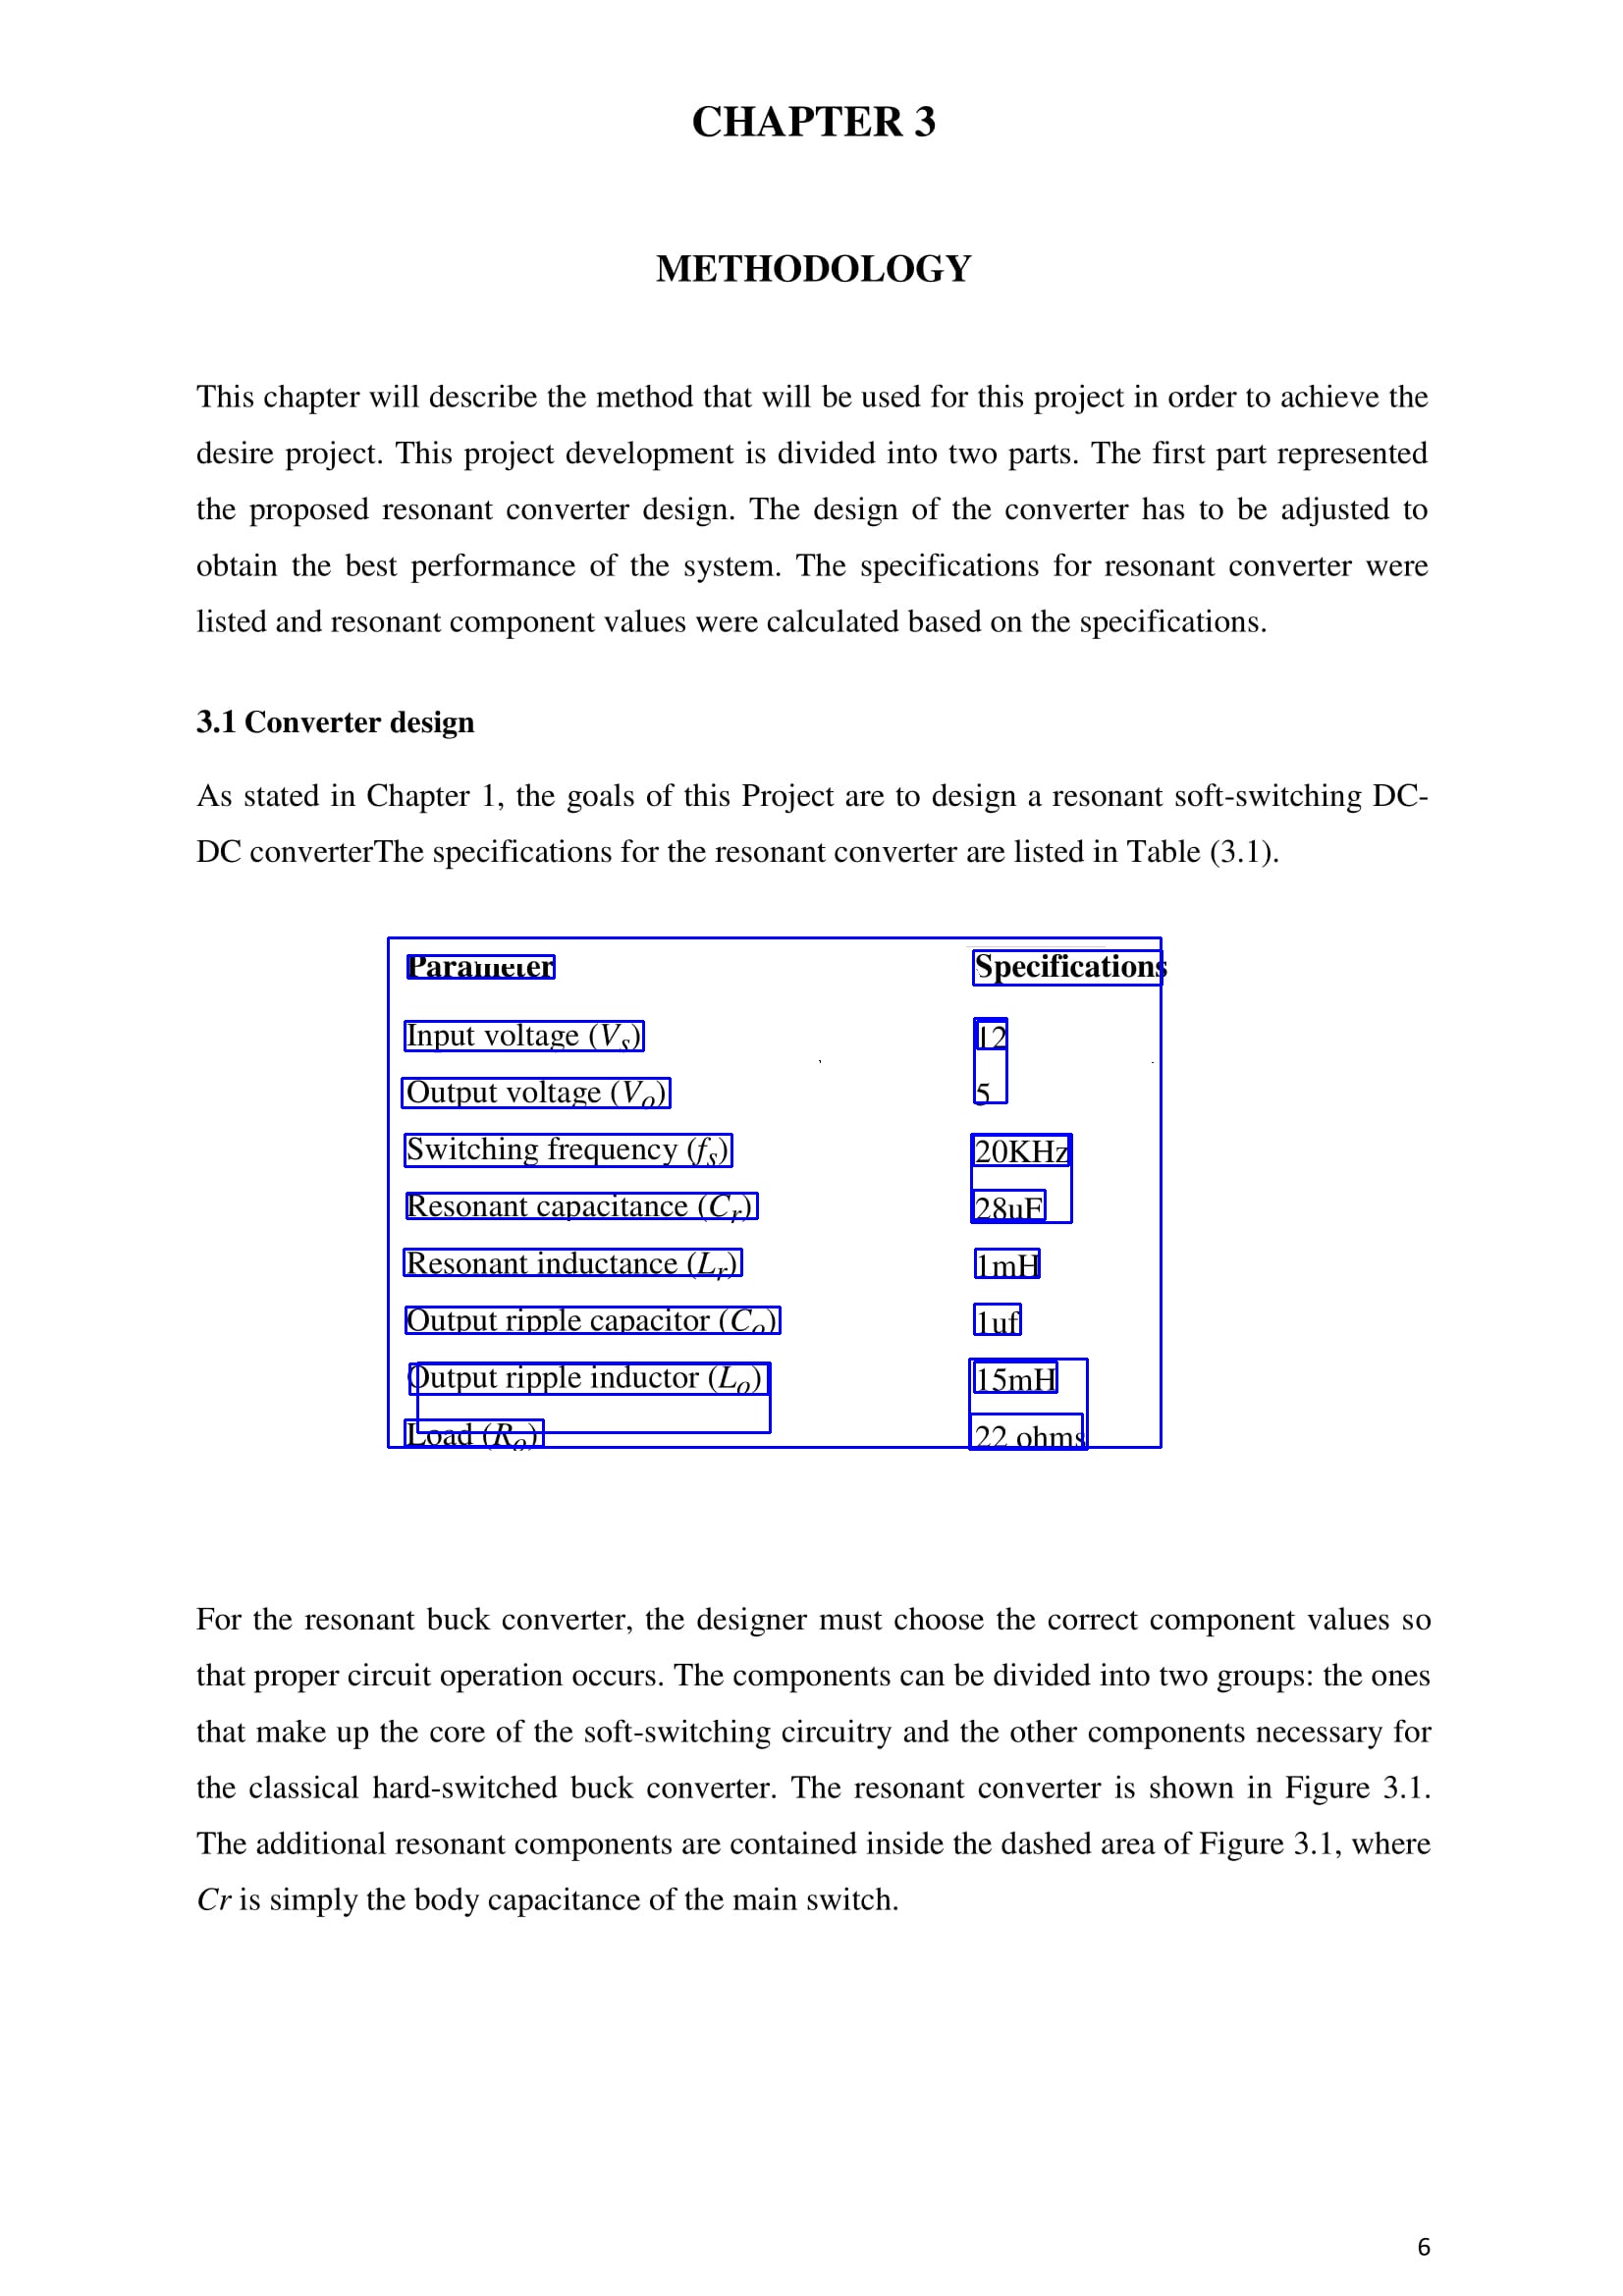 CHAPTER 3
METHODOLOGY
This chapter will describe the method that will be used for this project in order to achieve the
desire project. This project development is divided into two parts. The first part represented
the proposed resonant converter design. The design of the converter has to be adjusted to
obtain the best performance of the system. The specifications for resonant converter were
listed and resonant component values were calculated based on the specifications.
3.1 Converter design
As stated in Chapter 1, the goals of this Project are to design a resonant soft-switching DC-
DC converterThe specifications for the resonant converter are listed in Table (3.1).
Parameter Specifications
Input voltage (Vs) 12
Output voltage (Vo) 5
Switching frequency (fs) 20KHz
Resonant capacitance (Cr) 28uF
Resonant inductance (Lr) 1mH
Output ripple capacitor (Co) 1uf
Output ripple inductor (Lo) 15mH
Load (Ro) 22 ohms
For the resonant buck converter, the designer must choose the correct component values so
that proper circuit operation occurs. The components can be divided into two groups: the ones
that make up the core of the soft-switching circuitry and the other components necessary for
the classical hard-switched buck converter. The resonant converter is shown in Figure 3.1.
The additional resonant components are contained inside the dashed area of Figure 3.1, where
Cr is simply the body capacitance of the main switch.
6